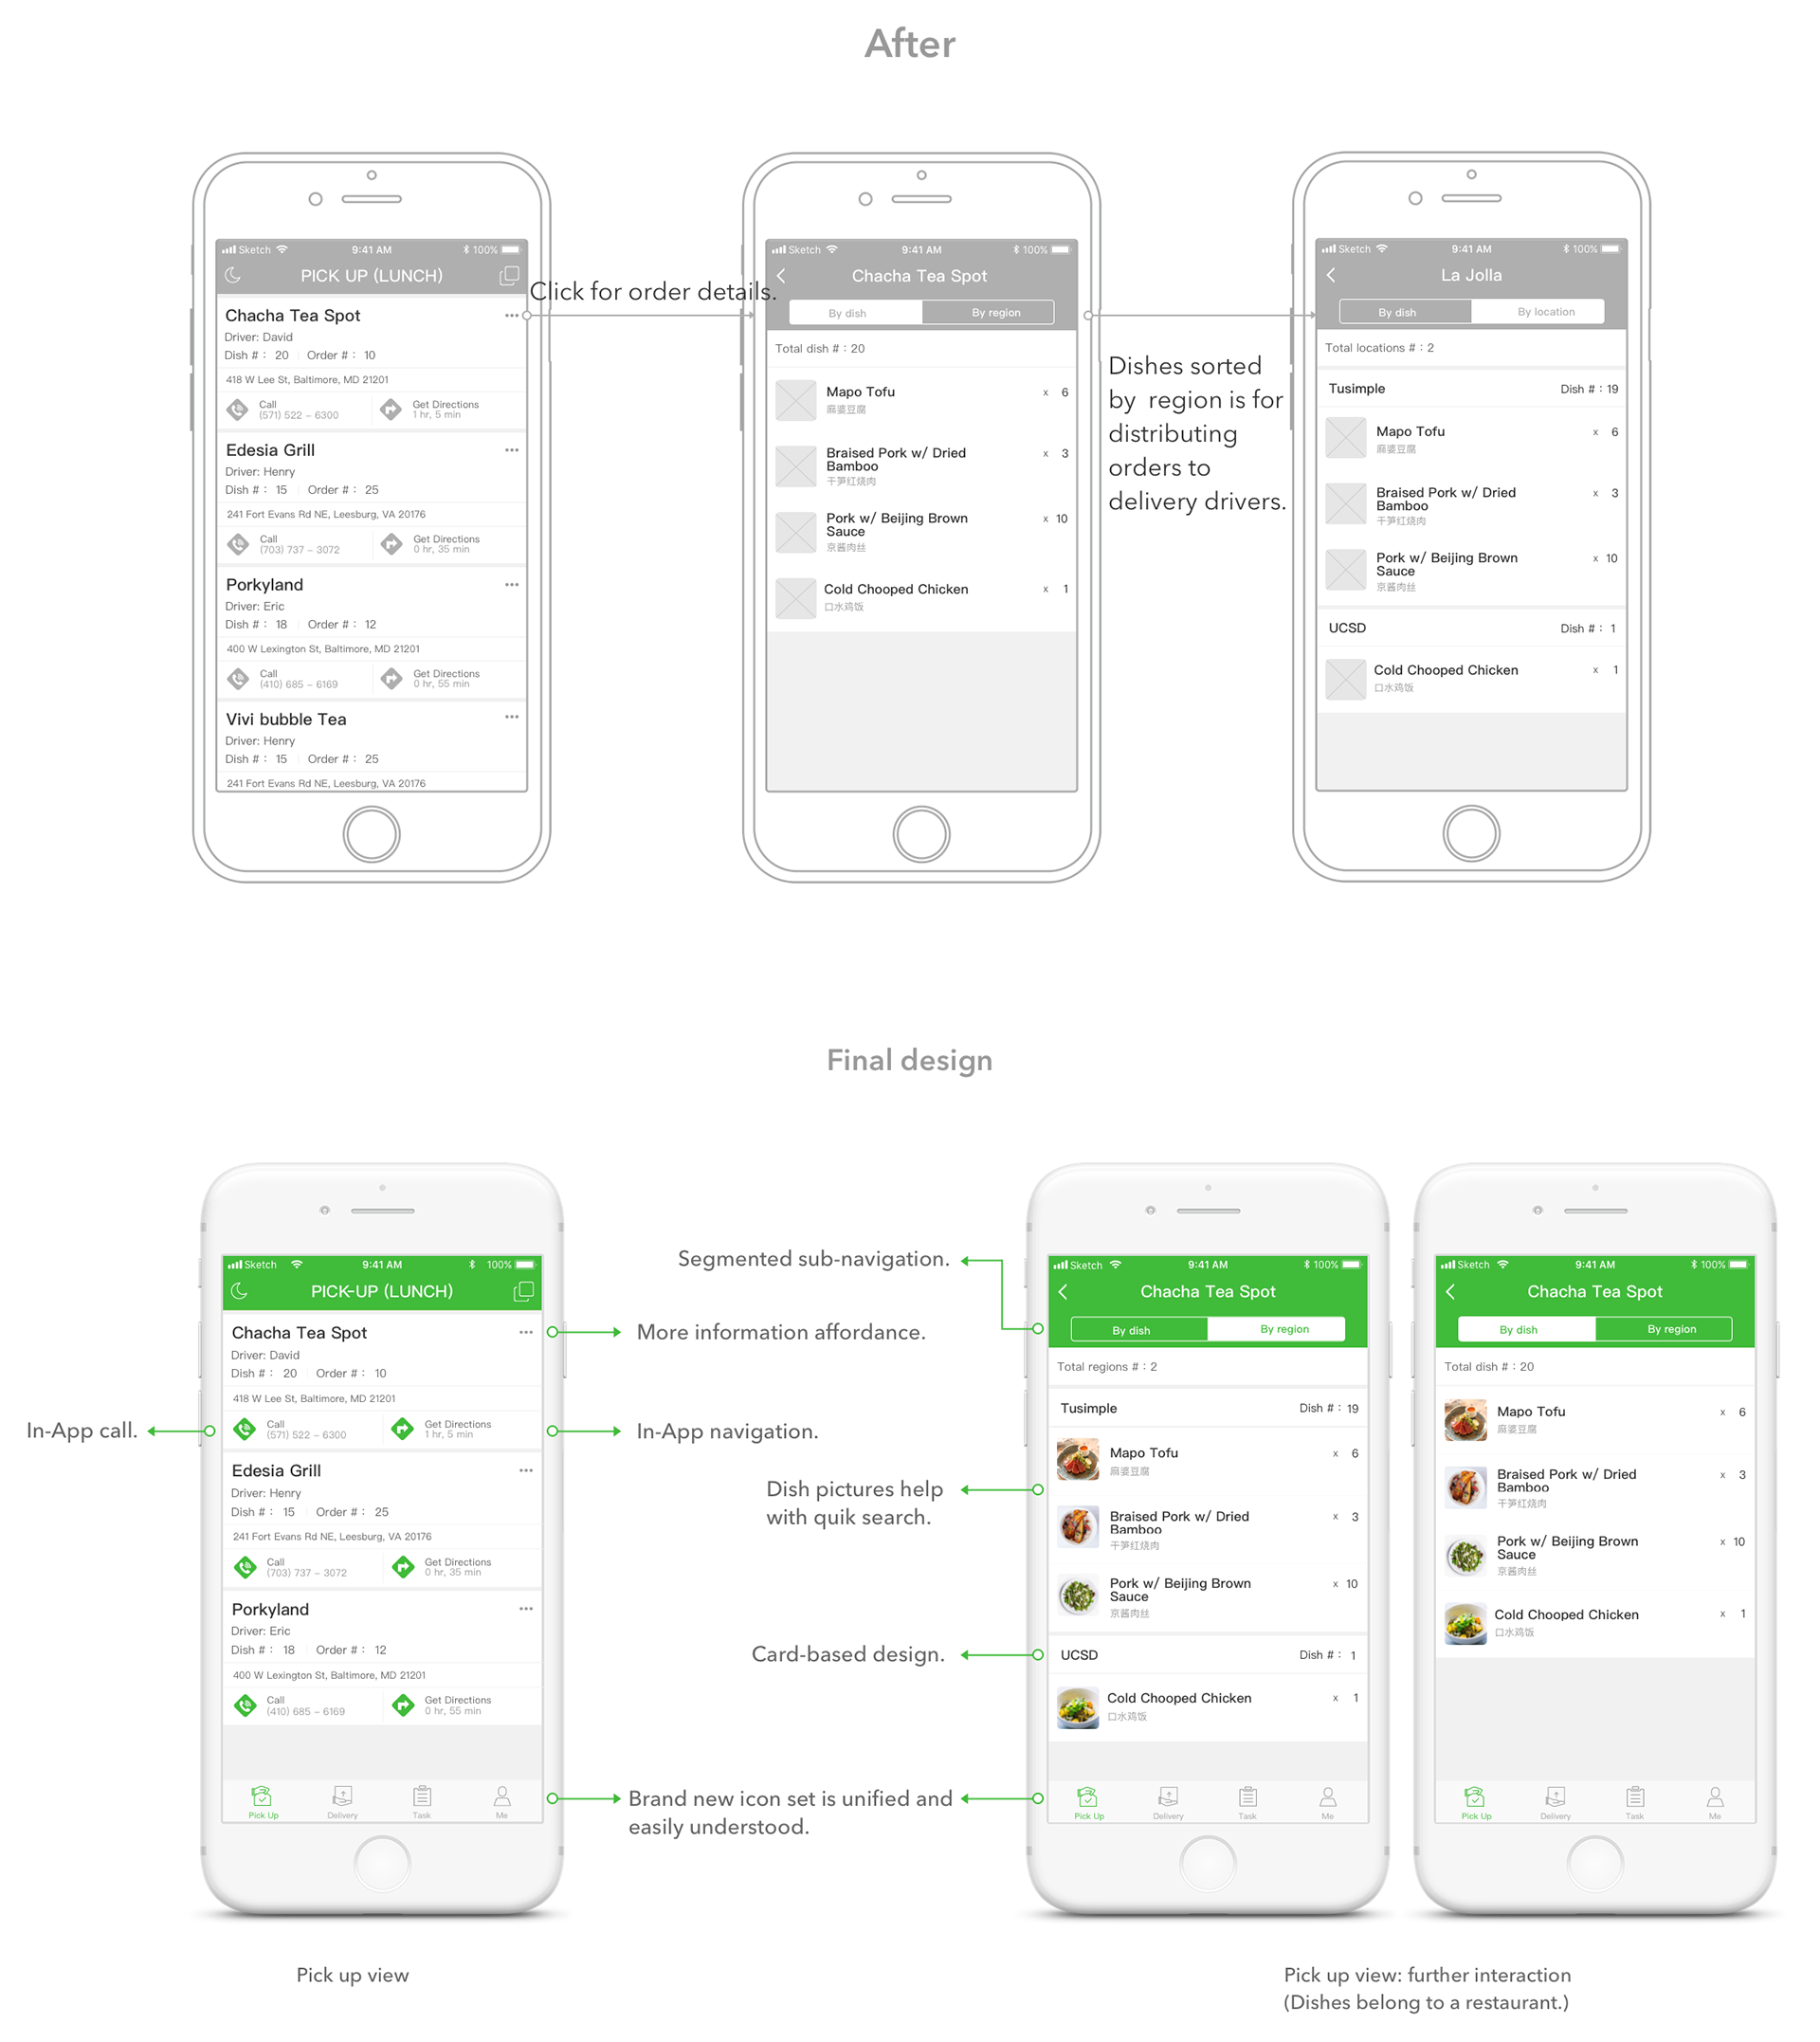 After
Sketch 9:41 AM 100%
PICK UP (LUNCH)
Chacha Tea Spot
Driver: David
Dish # : 20 Order # : 10
418 W Lee St, Baltimore, MD 21201
Call
(571) 522 – 6300
Get Directions
1 hr, 5 min
Edesia Grill
Driver: Henry
Dish # : 15 Order # : 25
241 Fort Evans Rd NE, Leesburg, VA 20176
Call
(703) 737 – 3072
Get Directions
0 hr, 35 min
Porkyland
Driver: Eric
Dish # : 18 Order # : 12
400 W Lexington St, Baltimore, MD 21201
Call
(410) 685 – 6169
Get Directions
0 hr, 55 min
Vivi bubble Tea
Driver: Henry
Dish # : 15 Order # : 25
241 Fort Evans Rd NE, Leesburg, VA 20176
Click for order details.
Sketch 9:41 AM 100%
Chacha Tea Spot
By dish By region
Total dish # : 20
Mapo Tofu x 6
麻婆豆腐
Braised Pork w/ Dried x 3
Bamboo
干笋红烧肉
Pork w/ Beijing Brown x 10
Sauce
京酱肉丝
Cold Chooped Chicken x 1
口水鸡饭
Dishes sorted
by region is for
distributing
orders to
delivery drivers.
Sketch 9:41 AM 100%
La Jolla
By dish By location
Total locations # : 2
Tusimple Dish # : 19
Mapo Tofu x 6
麻婆豆腐
Braised Pork w/ Dried x 3
Bamboo
干笋红烧肉
Pork w/ Beijing Brown x 10
Sauce
京酱肉丝
UCSD Dish # : 1
Cold Chooped Chicken x 1
口水鸡饭
Final design
Sketch 9:41 AM 100%
PICK-UP (LUNCH)
Chacha Tea Spot
Driver: David
Dish # : 20 Order # : 10
418 W Lee St, Baltimore, MD 21201
Call
(571) 522 – 6300
Get Directions
1 hr, 5 min
Edesia Grill
Driver: Henry
Dish # : 15 Order # : 25
241 Fort Evans Rd NE, Leesburg, VA 20176
Call
(703) 737 – 3072
Get Directions
0 hr, 35 min
Porkyland
Driver: Eric
Dish # : 18 Order # : 12
400 W Lexington St, Baltimore, MD 21201
Call
(410) 685 – 6169
Get Directions
0 hr, 55 min
Pick Up Delivery Task Me
In-App call.
Segmented sub-navigation.
More information affordance.
In-App navigation.
Dish pictures help
with quik search.
Card-based design.
Brand new icon set is unified and
easily understood.
Sketch 9:41 AM 100%
Chacha Tea Spot
By dish By region
Total regions # : 2
Tusimple Dish # : 19
Mapo Tofu x 6
麻婆豆腐
Braised Pork w/ Dried x 3
Bamboo
干笋红烧肉
Pork w/ Beijing Brown x 10
Sauce
京酱肉丝
UCSD Dish # : 1
Cold Chooped Chicken x 1
口水鸡饭
Pick Up Delivery Task Me
Sketch 9:41 AM 100%
Chacha Tea Spot
By dish By region
Total dish # : 20
Mapo Tofu x 6
麻婆豆腐
Braised Pork w/ Dried x 3
Bamboo
干笋红烧肉
Pork w/ Beijing Brown x 10
Sauce
京酱肉丝
Cold Chooped Chicken x 1
口水鸡饭
Pick Up Delivery Task Me
Pick up view
Pick up view: further interaction
(Dishes belong to a restaurant.)